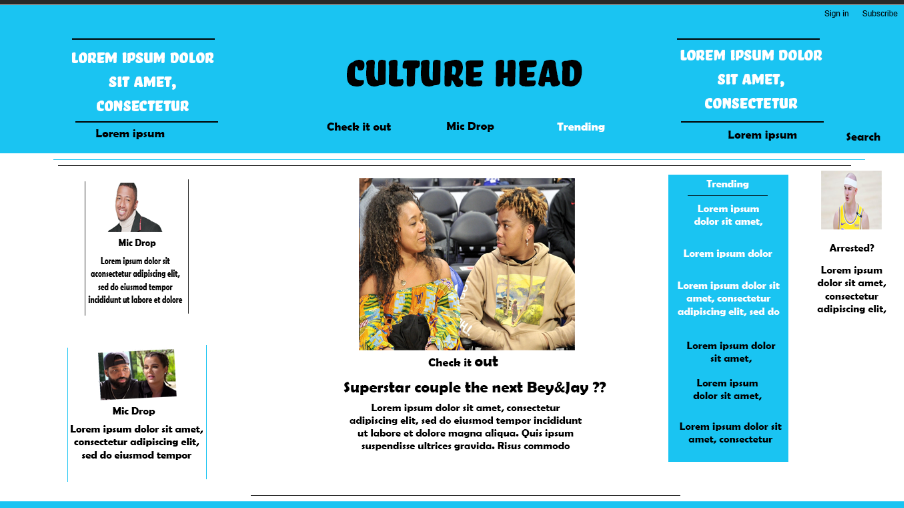 Sign in Subscribe
LOREM IPSUM DOLOR
SIT AMET,
CONSECTETUR
Lorem ipsum
CULTURE HEAD
Check it out Mic Drop Trending
LOREM IPSUM DOLOR
SIT AMET,
CONSECTETUR
Lorem ipsum
Search
Mic Drop
Lorem ipsum dolor sit
aconsectetur adipiscing elit,
sed do eiusmod tempor
incididunt ut labore et dolore
Mic Drop
Lorem ipsum dolor sit amet,
consectetur adipiscing elit,
sed do eiusmod tempor
Check it out
Superstar couple the next Bey&Jay ??
Lorem ipsum dolor sit amet, consectetur
adipiscing elit, sed do eiusmod tempor incididunt
ut labore et dolore magna aliqua. Quis ipsum
suspendisse ultrices gravida. Risus commodo
Trending
Lorem ipsum
dolor sit amet,
Lorem ipsum dolor
Lorem ipsum dolor sit
amet, consectetur
adipiscing elit, sed do
Lorem ipsum dolor
sit amet,
Lorem ipsum
dolor sit amet,
Lorem ipsum dolor sit
amet, consectetur
Arrested?
Lorem ipsum
dolor sit amet,
consectetur
adipiscing elit,